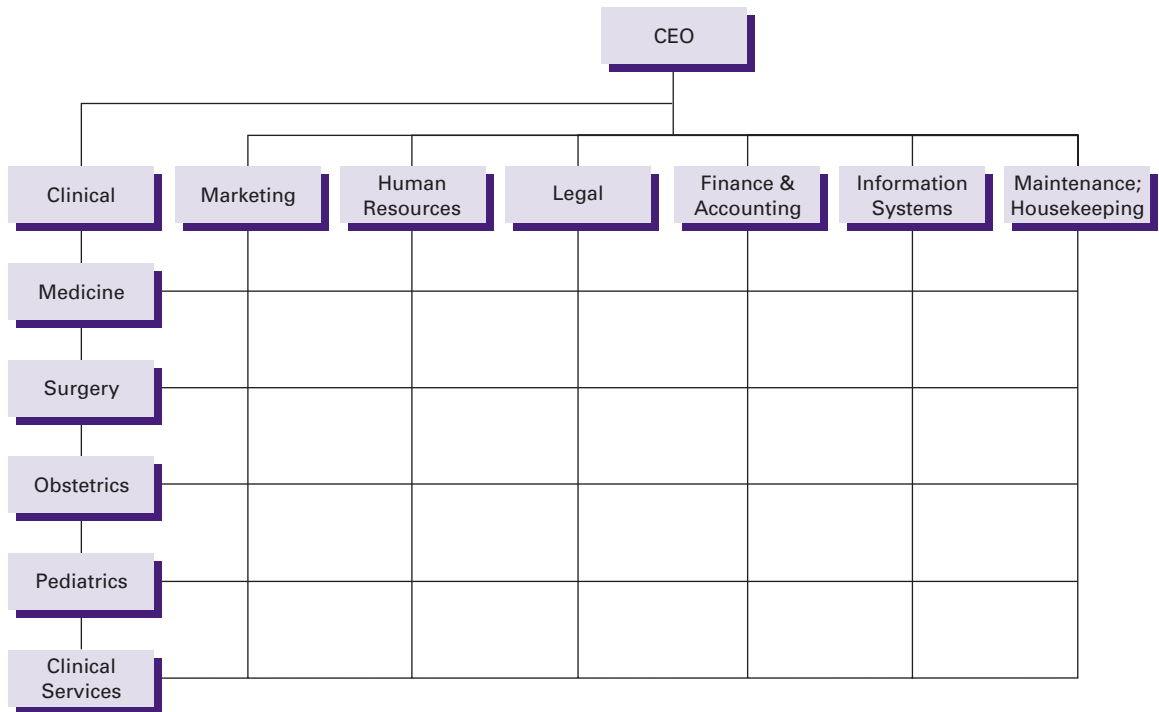 CEO
Clinical
Marketing
Human
Resources
Legal
Finance &
Accounting
Information
Systems
Maintenance;
Housekeeping
Medicine
Surgery
Obstetrics
Pediatrics
Clinical
Services